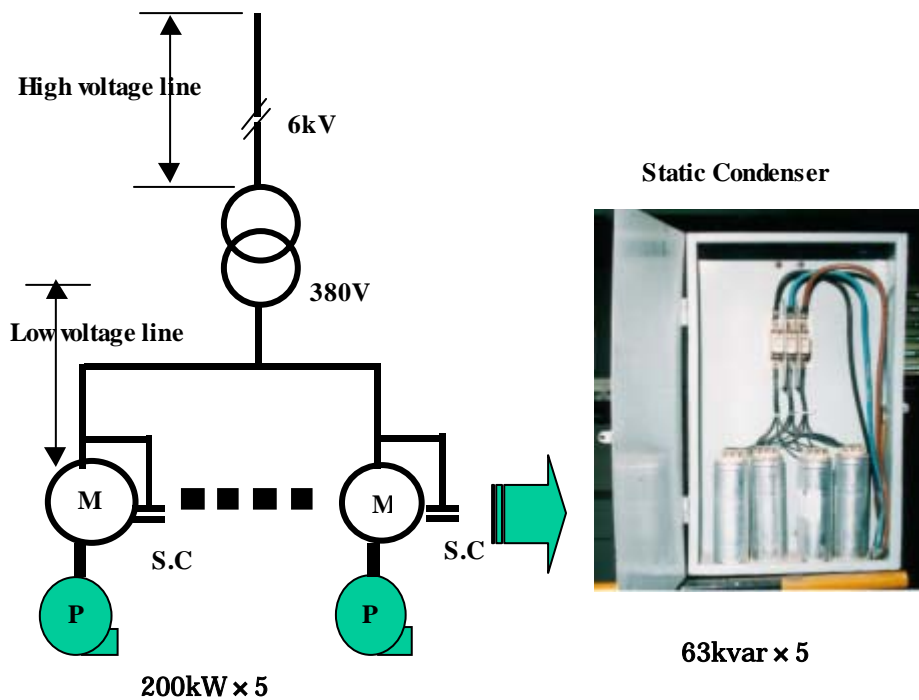 High voltage line
6kV
Static Condenser
380V
Low voltage line
M
M
S.C
S.C
P
P
63kvar × 5
200kW × 5